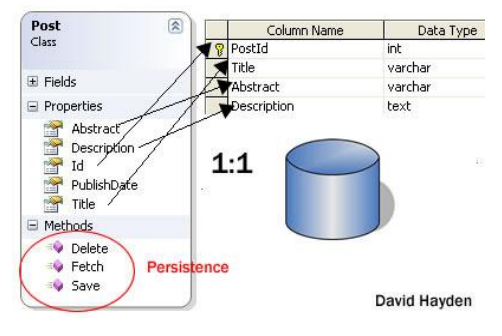 Post
Class
Fields
Properties
Abstract
Description
Id
PublishDate
Title
Methods
Delete
Fetch
Save
Persistence
Column Name Data Type
PostId int
Title varchar
Abstract varchar
Description text
1:1
David Hayden